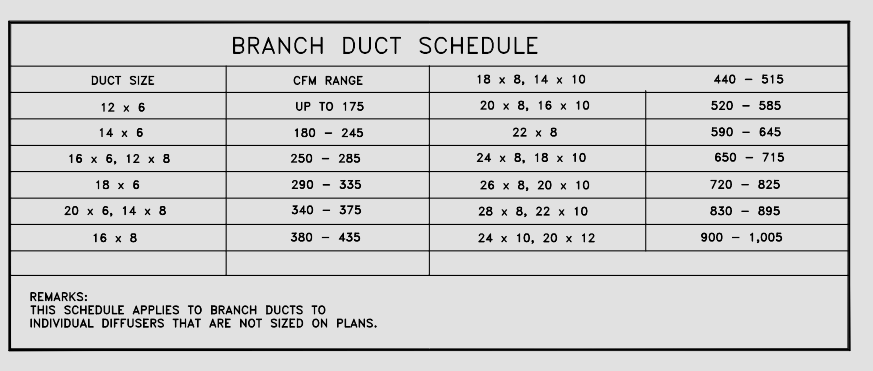 BRANCH DUCT SCHEDULE
DUCT SIZE CFM RANGE 18 x 8, 14 x 10 440 – 515
12 x 6 UP TO 175 20 x 8, 16 x 10 520 – 585
14 x 6 180 – 245 22 x 8 590 – 645
16 x 6, 12 x 8 250 – 285 24 x 8, 18 x 10 650 – 715
18 x 6 290 – 335 26 x 8, 20 x 10 720 – 825
20 x 6, 14 x 8 340 – 375 28 x 8, 22 x 10 830 – 895
16 x 8 380 – 435 24 x 10, 20 x 12 900 – 1,005
REMARKS:
THIS SCHEDULE APPLIES TO BRANCH DUCTS TO
INDIVIDUAL DIFFUSERS THAT ARE NOT SIZED ON PLANS.